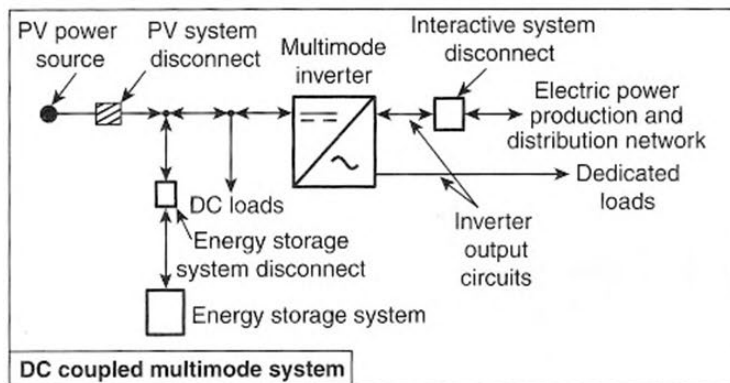 PV power
source
PV system
disconnect
Multimode
inverter
Interactive system
disconnect
Electric power
production and
distribution network
Dedicated
loads
DC loads
Inverter
output
circuits
Energy storage
system disconnect
Energy storage system
DC coupled multimode system